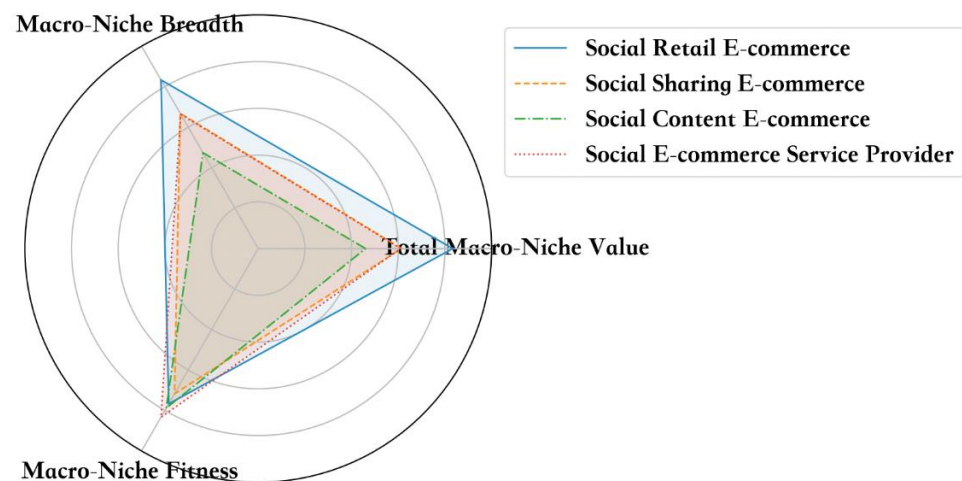 Macro-Niche Breadth
Social Retail E-commerce
Social Sharing E-commerce
Social Content E-commerce
Social E-commerce Service Provider
Total Macro-Niche Value
Macro-Niche Fitness